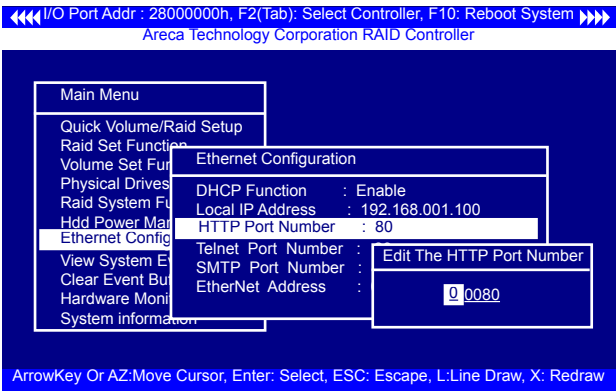 I/O Port Addr : 28000000h, F2(Tab): Select Controller, F10: Reboot System
Areca Technology Corporation RAID Controller
Main Menu
Quick Volume/Raid Setup
Raid Set Function
Volume Set Fun
Physical Drives
Raid System Fu
Hdd Power Man
Ethernet Config
View System Ev
Clear Event Buf
Hardware Moni
System information
Ethernet Configuration
DHCP Function : Enable
Local IP Address : 192.168.001.100
HTTP Port Number : 80
Telnet Port Number :
SMTP Port Number :
EtherNet Address :
Edit The HTTP Port Number
0 0080
ArrowKey Or AZ:Move Cursor, Enter: Select, ESC: Escape, L:Line Draw, X: Redraw